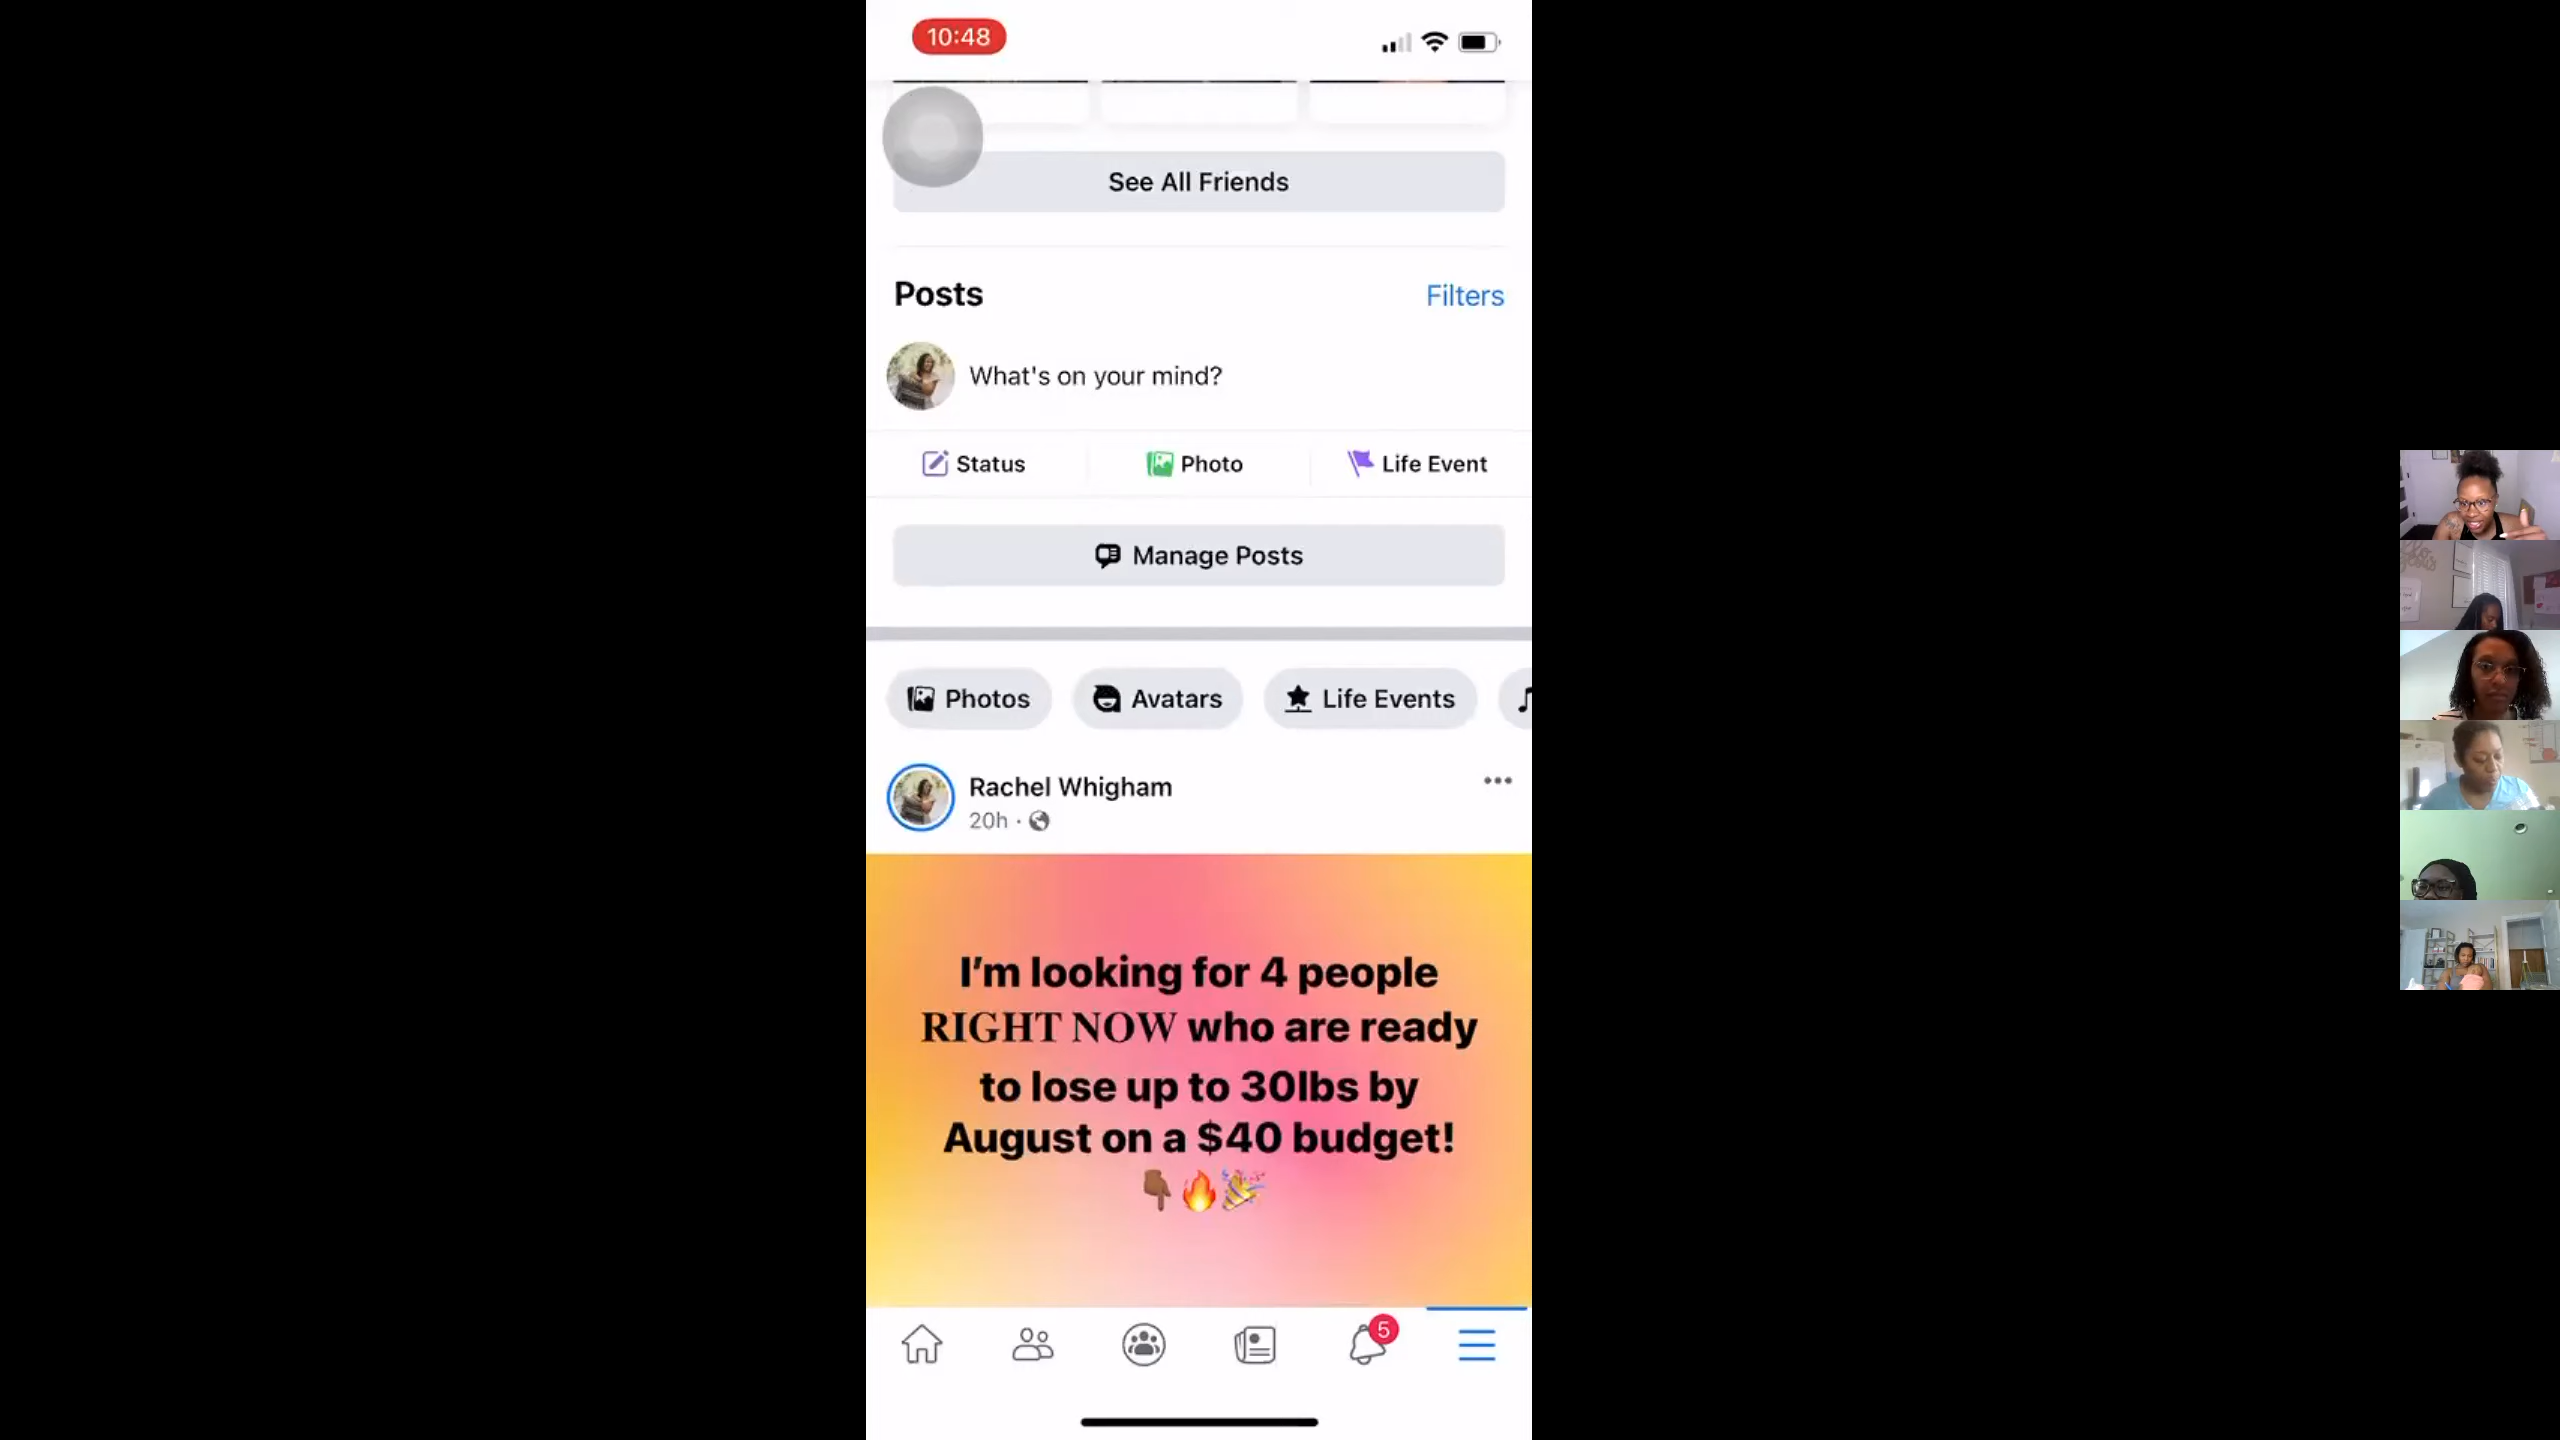 10:48
See All Friends
Posts
Filters
What's on your mind?
Status
Photo
Life Event
Manage Posts
Photos
Avatars
Life Events
Rachel Whigham
20h ·
I'm looking for 4 people
RIGHT NOW who are ready
to lose up to 30lbs by
August on a $40 budget!
👇🏾🔥🎉
5